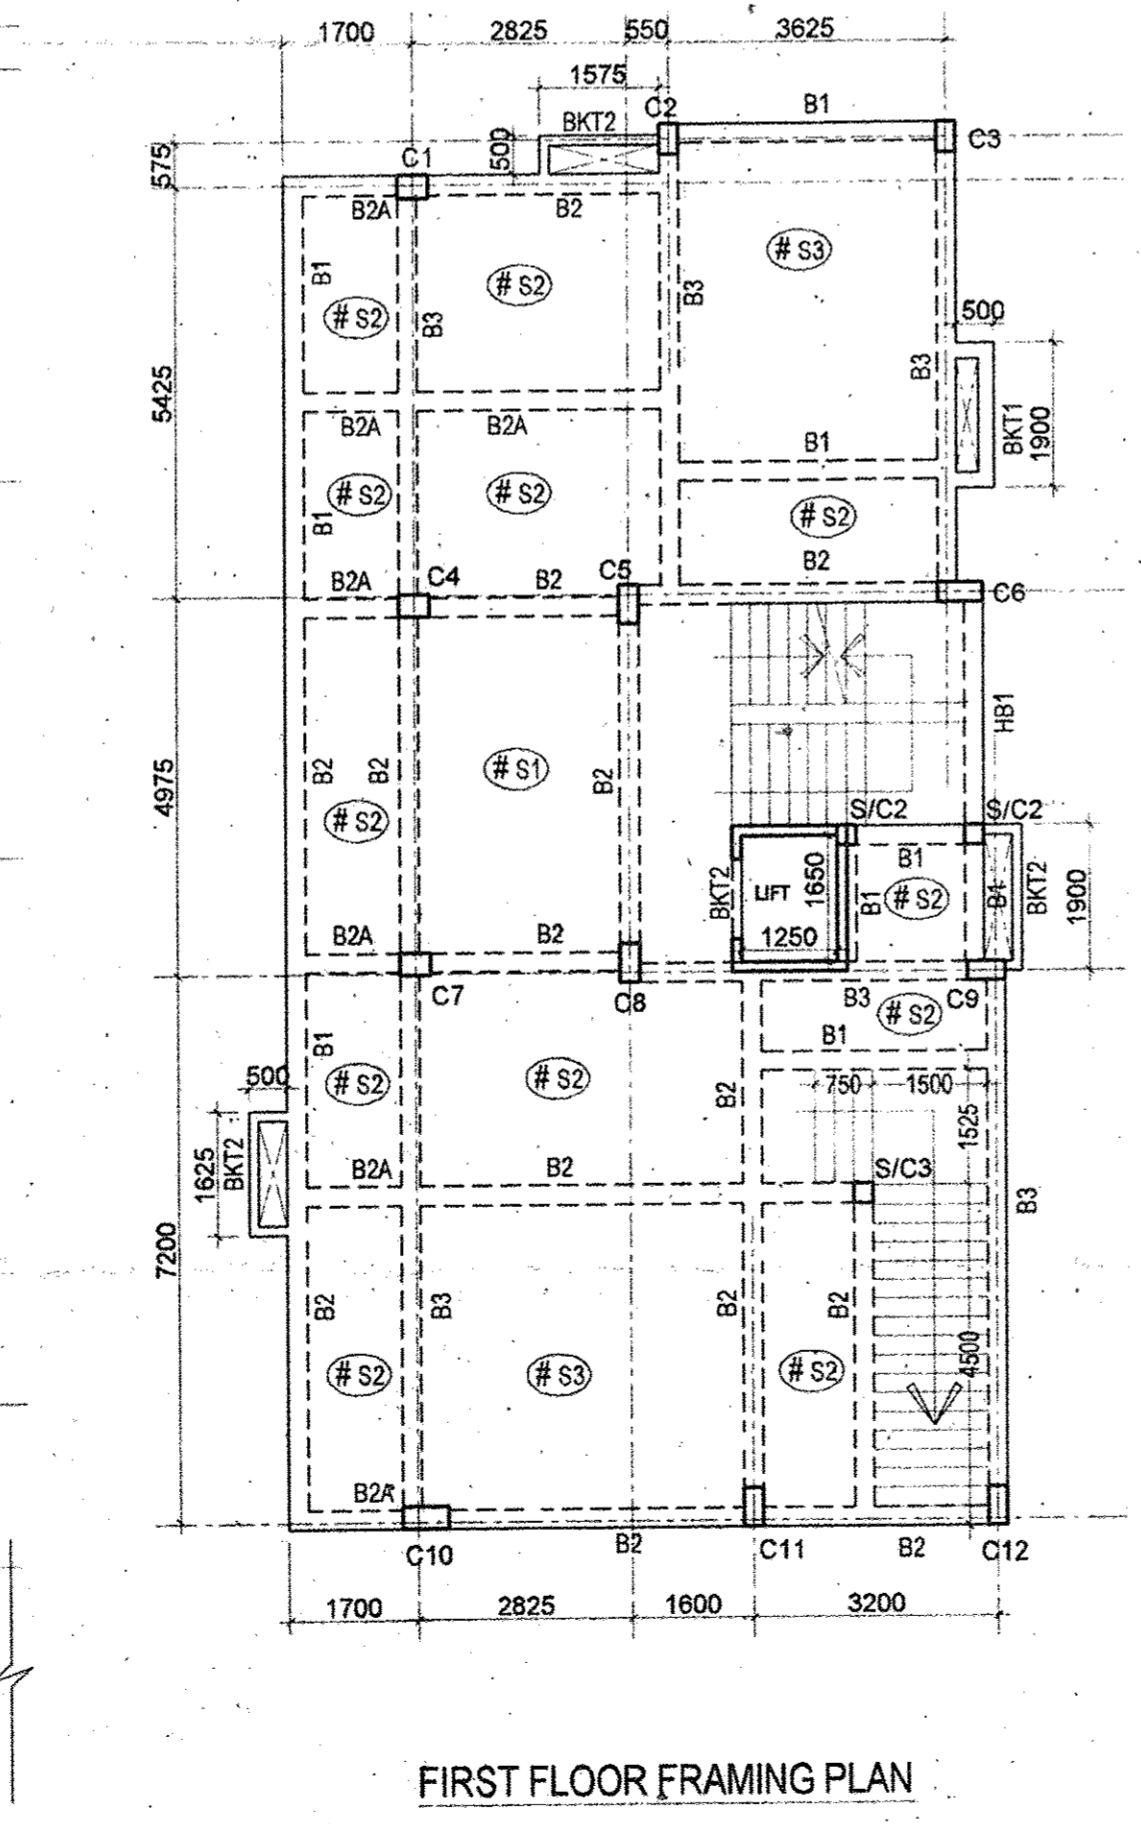 1700 2825 550 3625
1575
C2 B1
BKT2
C3
575
500
C1
B2A B2
# S3
B1 # S2 B3
# S2 B3
500
B3
5425
B2A B2A B1 BKT1 1900
# S2 # S2 # S2
B1
B2A C4 B2 C5 B2 C6
HB1
4975 B2 B2 # S1 B2
# S2 S/C2 S/C2
B1
BKT2 LIFT 1650 B1 # S2 B1 BKT2 1900
B2A B2 1250
C7 C8 B3 C9
# S2
B1 B1
500 # S2 # S2 B2 750 1500
1525
1625 BKT2 B2A B2 S/C3
B3
7200
B2 B3 B2 B2
# S2 # S3 # S2 4500
B2A
C10 B2 C11 B2 C12
1700 2825 1600 3200
FIRST FLOOR FRAMING PLAN